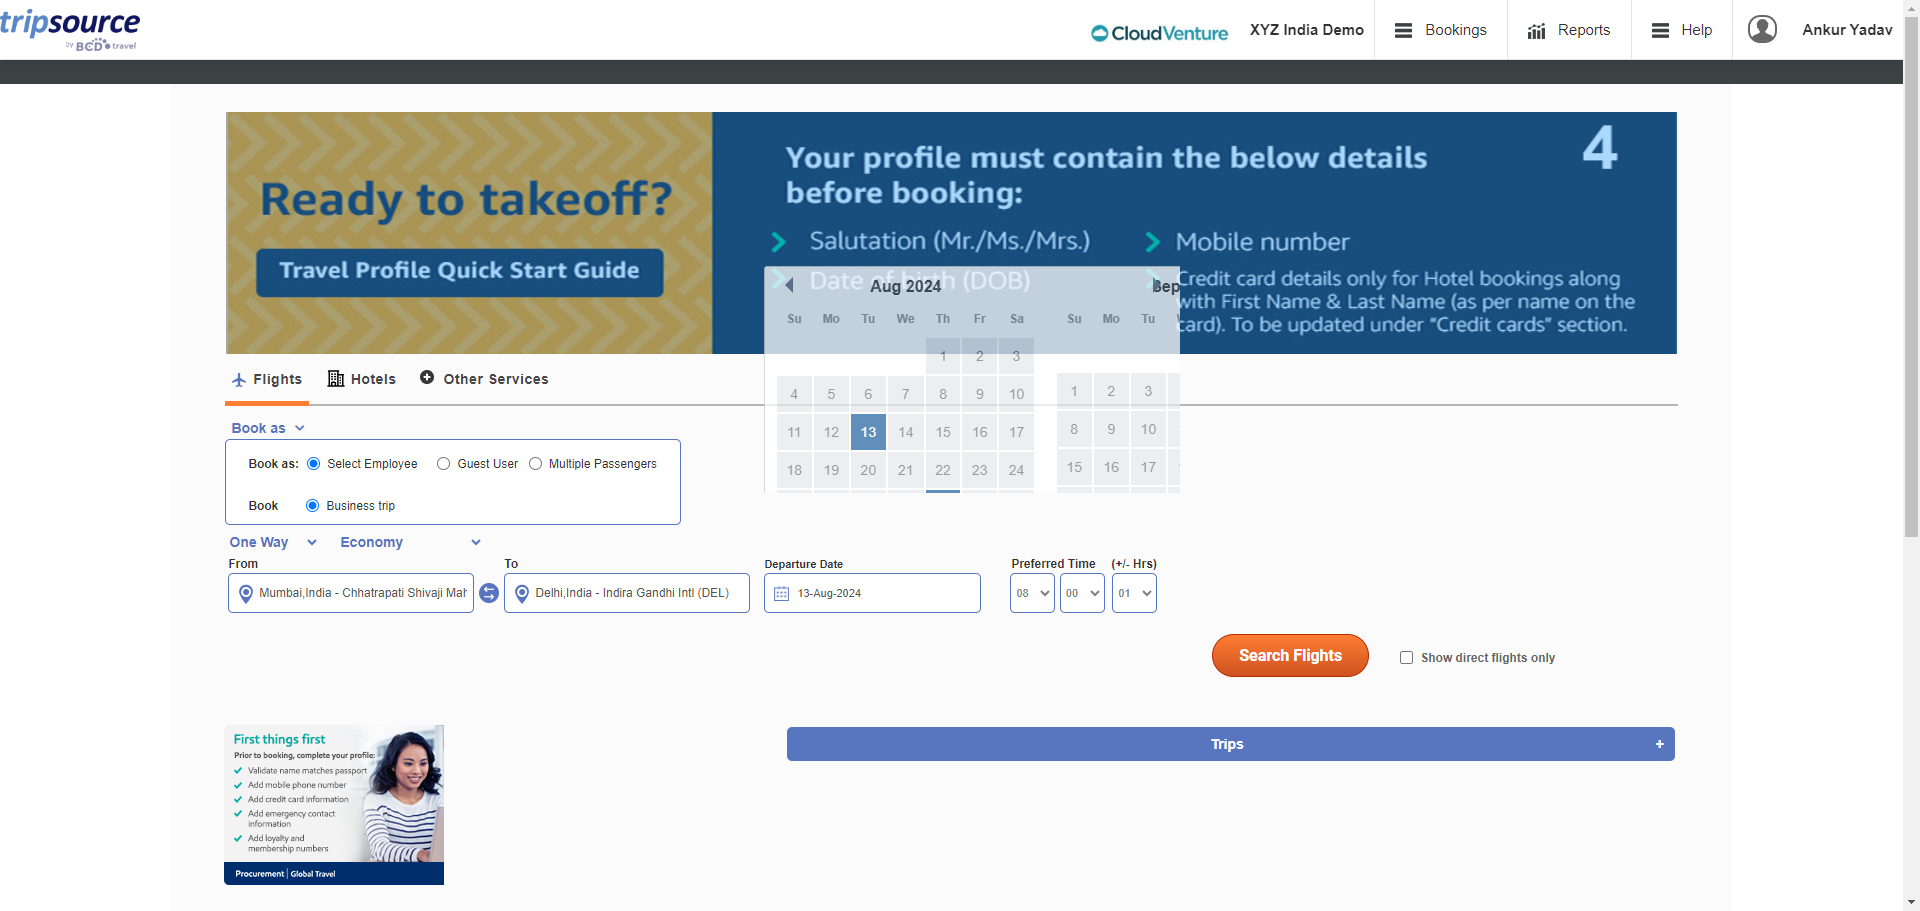 tripsource
by BCD travel
CloudVenture
XYZ India Demo
Bookings
Reports
Help
Ankur Yadav
Ready to takeoff?
Travel Profile Quick Start Guide
Your profile must contain the below details
before booking:
4
Salutation (Mr./Ms./Mrs.)
Date of birth (DOB)
Mobile number
Credit card details only for Hotel bookings along
with First Name & Last Name (as per name on the
card). To be updated under “Credit cards” section.
Aug 2024
Su Mo Tu We Th Fr Sa
1 2 3
4 5 6 7 8 9 10
11 12 13 14 15 16 17
18 19 20 21 22 23 24
Sep
Su Mo Tu
1 2 3
8 9 10
15 16 17
Flights
Hotels
Other Services
Book as
Book as: Select Employee Guest User Multiple Passengers
Book Business trip
One Way Economy
From
Mumbai,India - Chhatrapati Shivaji Mah
To
Delhi,India - Indira Gandhi Intl (DEL)
Departure Date
13-Aug-2024
Preferred Time (+/- Hrs)
08 00 01
Search Flights
Show direct flights only
First things first
Prior to booking, complete your profile:
Validate name matches passport
Add mobile phone number
Add credit card information
Add emergency contact
information
Add loyalty and
membership numbers
Procurement | Global Travel
Trips +